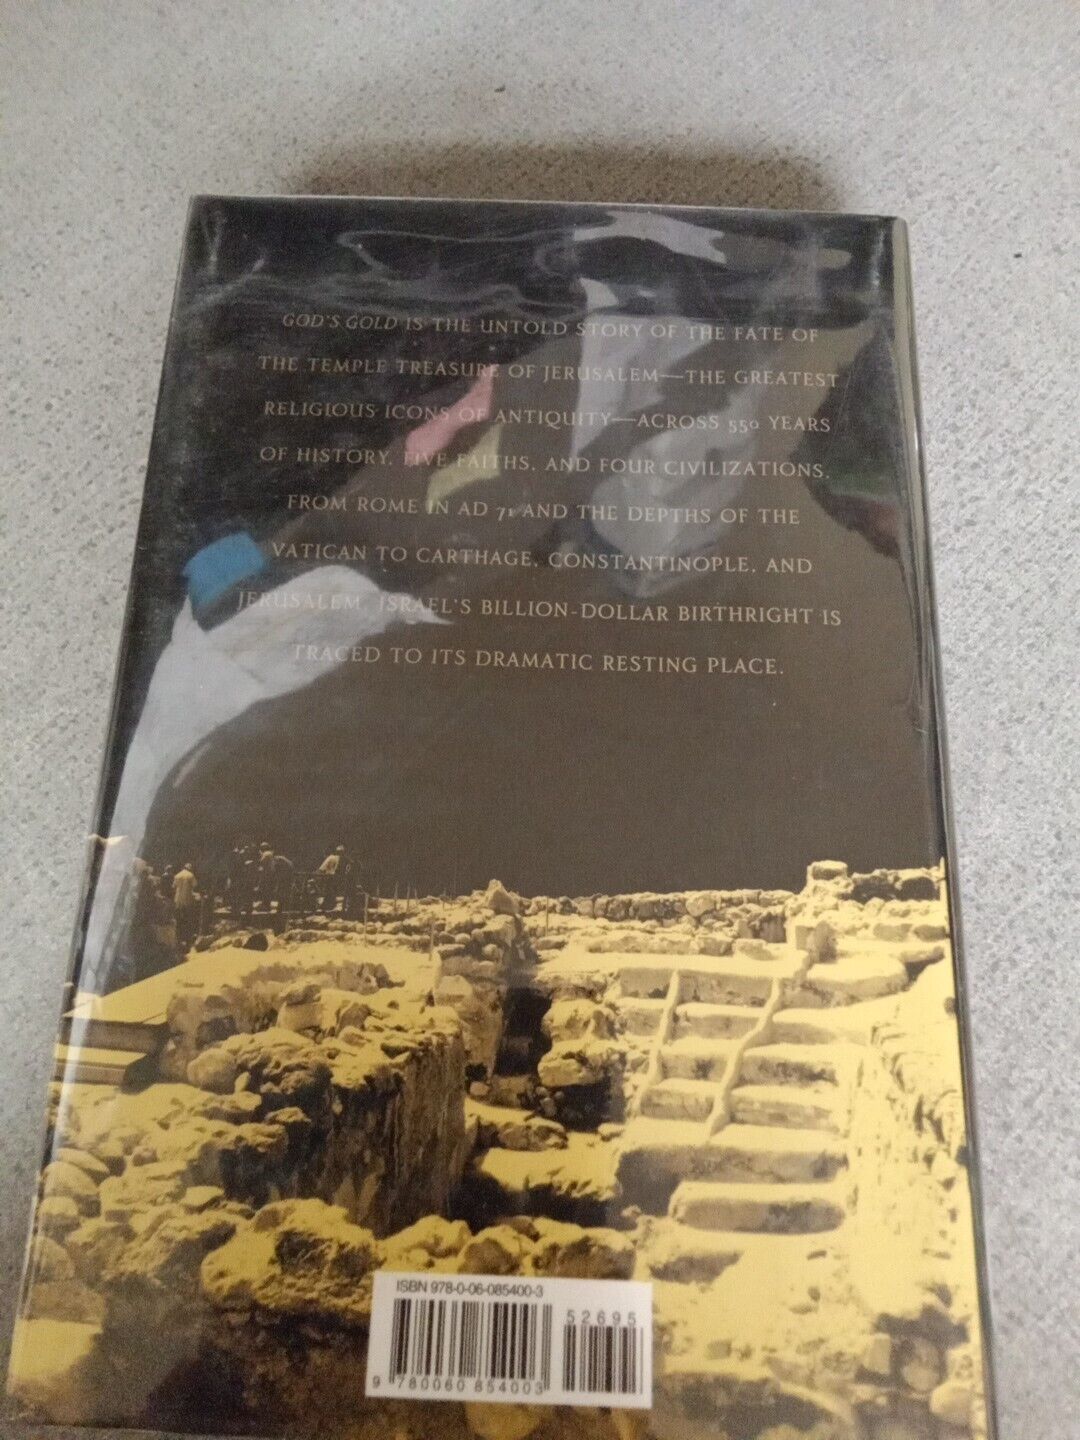 GOD'S GOLD IS THE UNTOLD STORY OF THE FATE OF
THE TEMPLE TREASURE OF JERUSALEM—THE GREATEST
RELIGIOUS ICONS OF ANTIQUITY—ACROSS 550 YEARS
OF HISTORY, FIVE FAITHS, AND FOUR CIVILIZATIONS.
FROM ROME IN AD 71 AND THE DEPTHS OF THE
VATICAN TO CARTHAGE, CONSTANTINOPLE, AND
JERUSALEM, ISRAEL'S BILLION-DOLLAR BIRTHRIGHT IS
TRACED TO ITS DRAMATIC RESTING PLACE.
ISBN 978-0-06-085400-3
52695
9 780060 854003